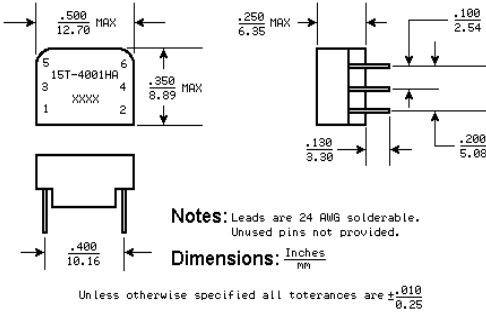 .500
12.70 MAX
.250
6.35 MAX
.100
2.54
5 6
15T-4001HA
3 4
XXXX
1 2
.350
8.89 MAX
.130
3.30
.200
5.08
.400
10.16
Notes: Leads are 24 AWG solderable.
Unused pins not provided.
Dimensions: Inches
mm
Unless otherwise specified all toterances are ±.010
0.25